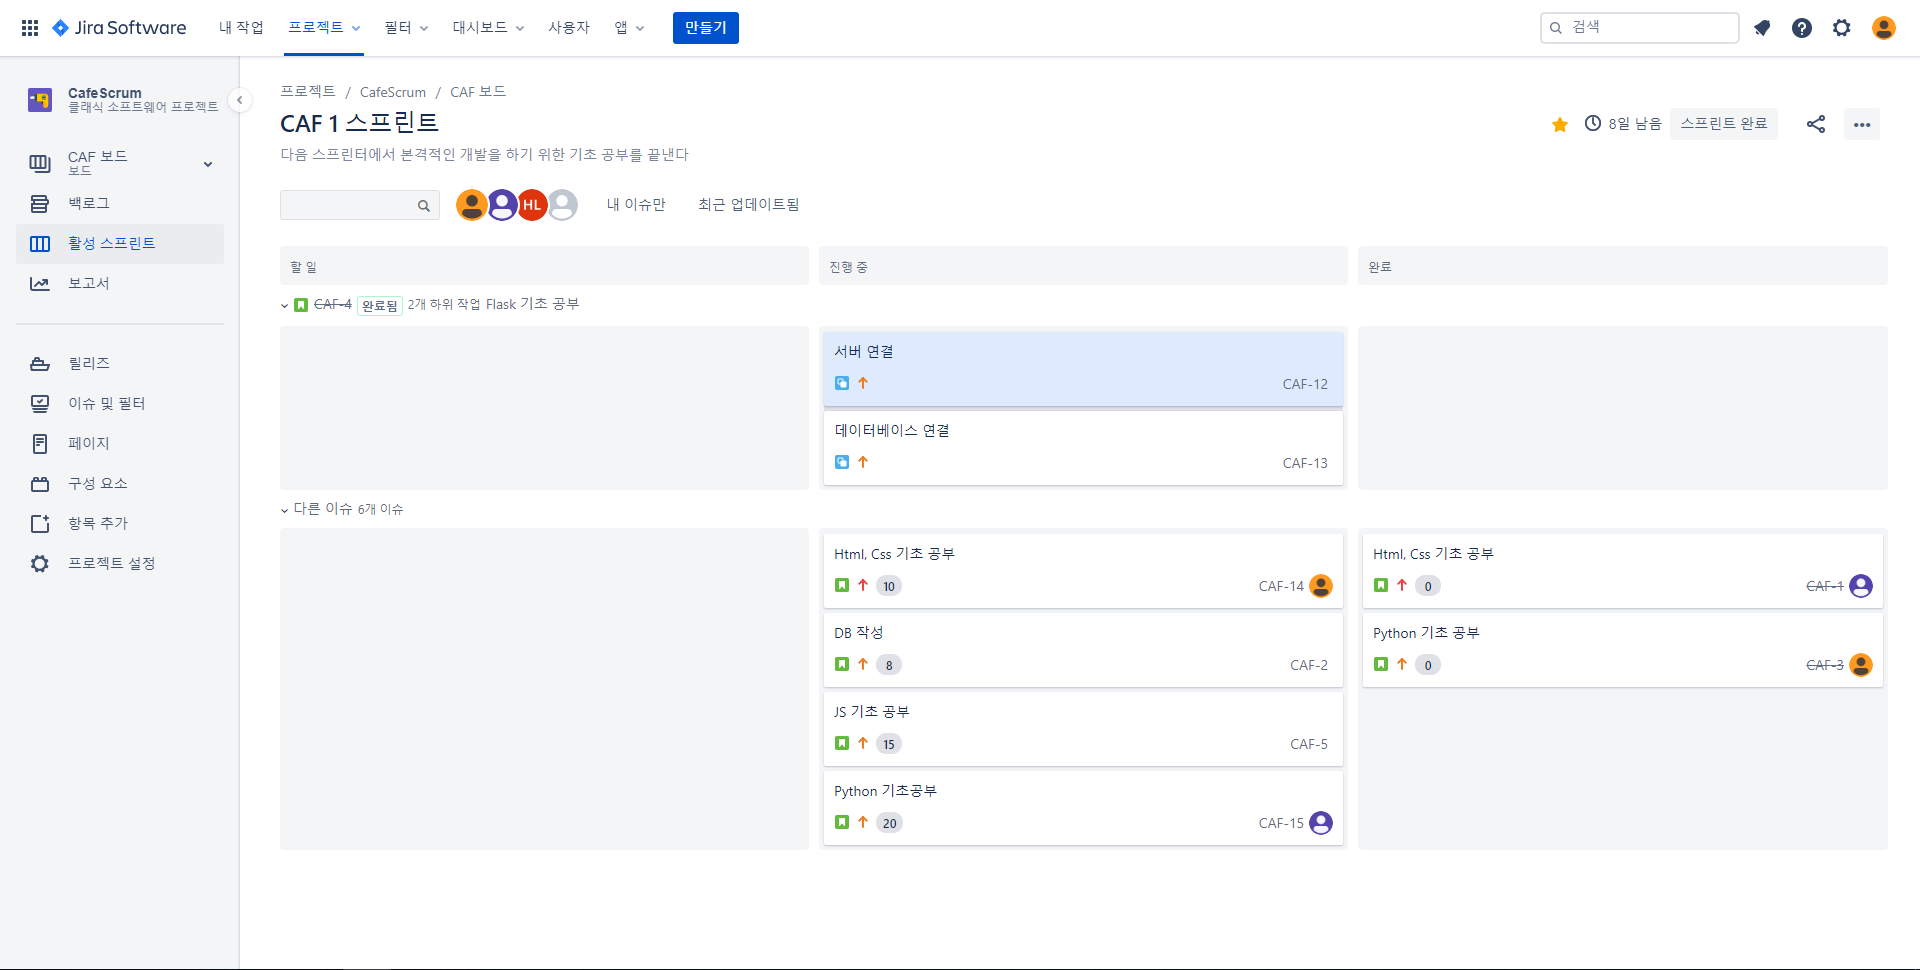 Jira Software 내 작업 프로젝트 필터 대시보드 사용자 앱 만들기 검색
CafeScrum
클래식 소프트웨어 프로젝트
CAF 보드
보드
백로그
활성 스프린트
보고서
릴리즈
이슈 및 필터
페이지
구성 요소
항목 추가
프로젝트 설정
프로젝트 / CafeScrum / CAF 보드
CAF 1 스프린트
8일 남음 스프린트 완료
다음 스프린터에서 본격적인 개발을 하기 위한 기초 공부를 끝낸다
HL 내 이슈만 최근 업데이트됨
할 일 진행 중 완료
CAF-4 완료됨 2개 하위 작업 Flask 기초 공부
서버 연결
CAF-12
데이터베이스 연결
CAF-13
다른 이슈 6개 이슈
Html, Css 기초 공부
10 CAF-14
DB 작성
8 CAF-2
JS 기초 공부
15 CAF-5
Python 기초공부
20 CAF-15
Html, Css 기초 공부
0 CAF-1
Python 기초 공부
0 CAF-3